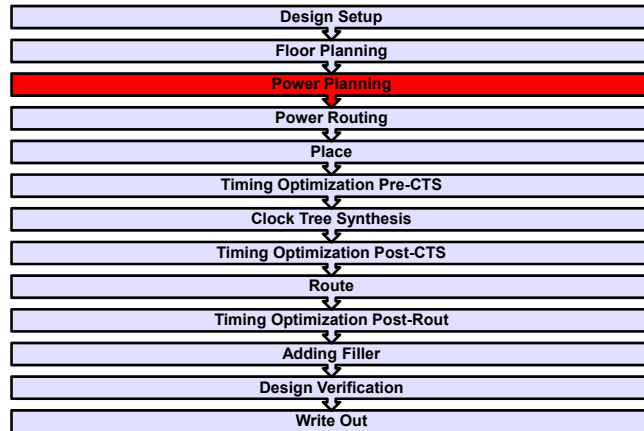 Design Setup
Floor Planning
Power Planning
Power Routing
Place
Timing Optimization Pre-CTS
Clock Tree Synthesis
Timing Optimization Post-CTS
Route
Timing Optimization Post-Rout
Adding Filler
Design Verification
Write Out